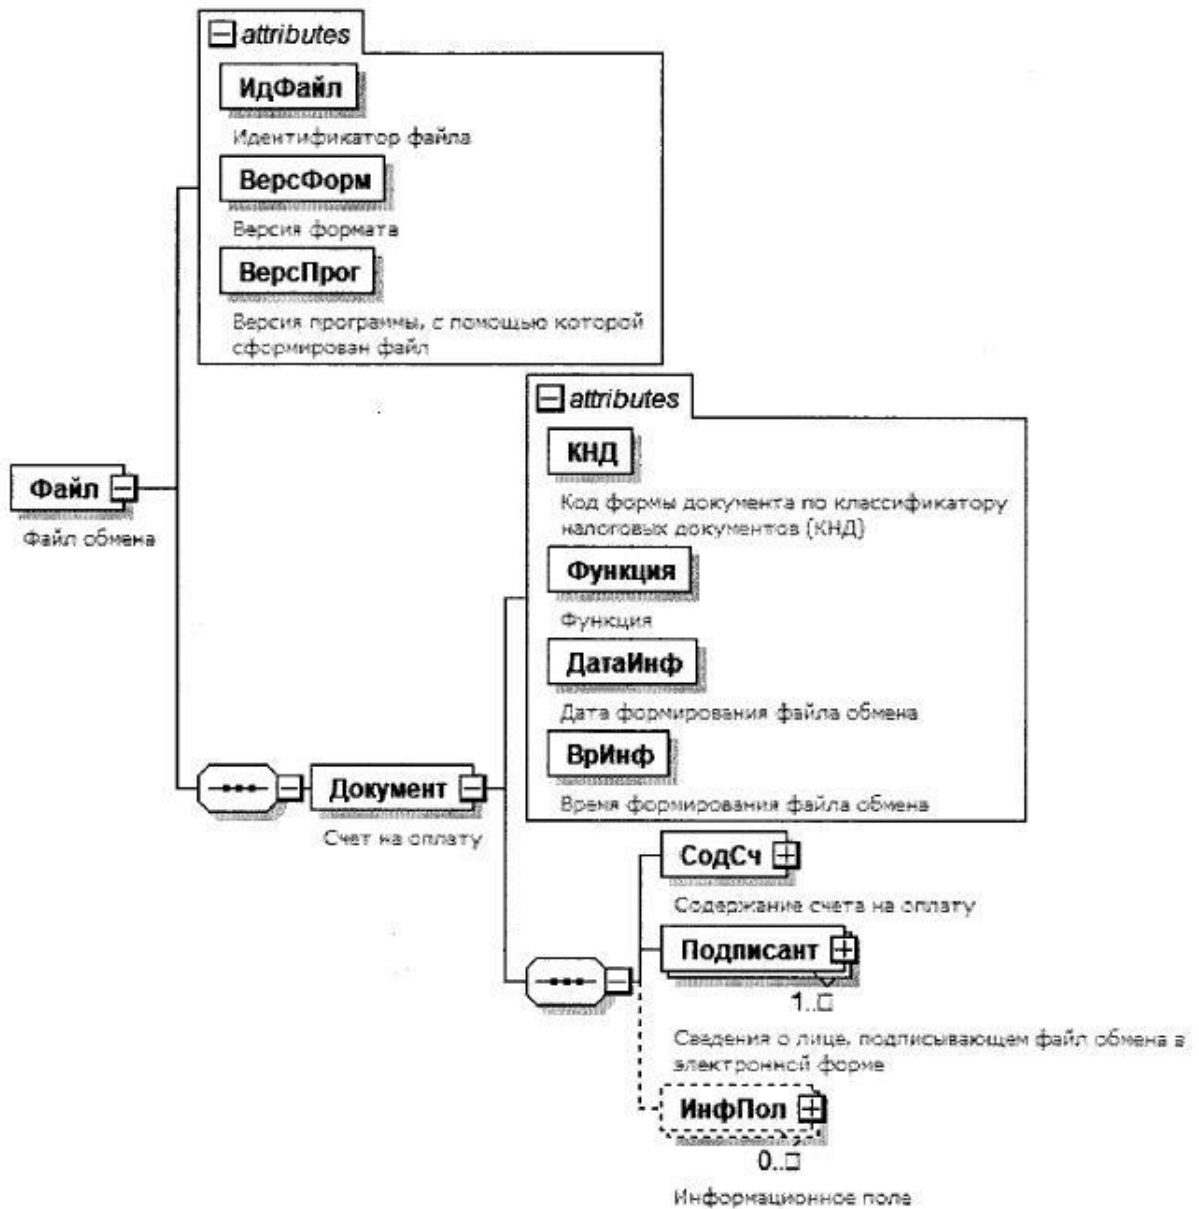 attributes
ИдФайл
Идентификатор файла
ВерсФорм
Версия формата
ВерсПрог
Версия программы, с помощью которой
сформирован файл
attributes
КНД
Код формы документа по классификатору
налоговых документов (КНД)
Функция
Функция
ДатаИнф
Дата формирования файла обмена
ВрИнф
Время формирования файла обмена
Файл
Файл обмена
Документ
Счет на оплату
СодСч
Содержание счета на оплату
Подписант
1..□
Сведения о лице, подписывающем файл обмена в
электронной форме
ИнфПол
0..□
Информационное поле